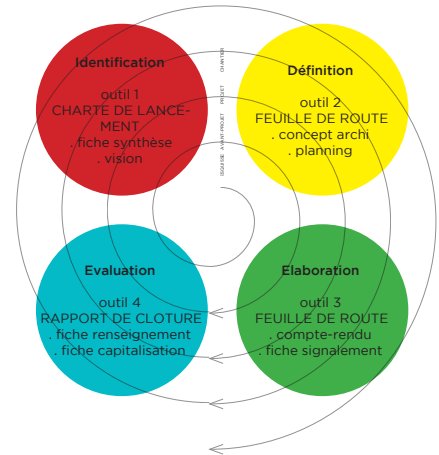 Identification
outil 1
CHARTE DE LANCE-
MENT
. fiche synthèse
. vision
ESQUISSE AVANT-PROJET PROJET CHANTIER
Définition
outil 2
FEUILLE DE ROUTE
. concept archi
. planning
Evaluation
outil 4
RAPPORT DE CLOTURE
. fiche renseignement
. fiche capitalisation
Elaboration
outil 3
FEUILLE DE ROUTE
. compte-rendu
. fiche signalement